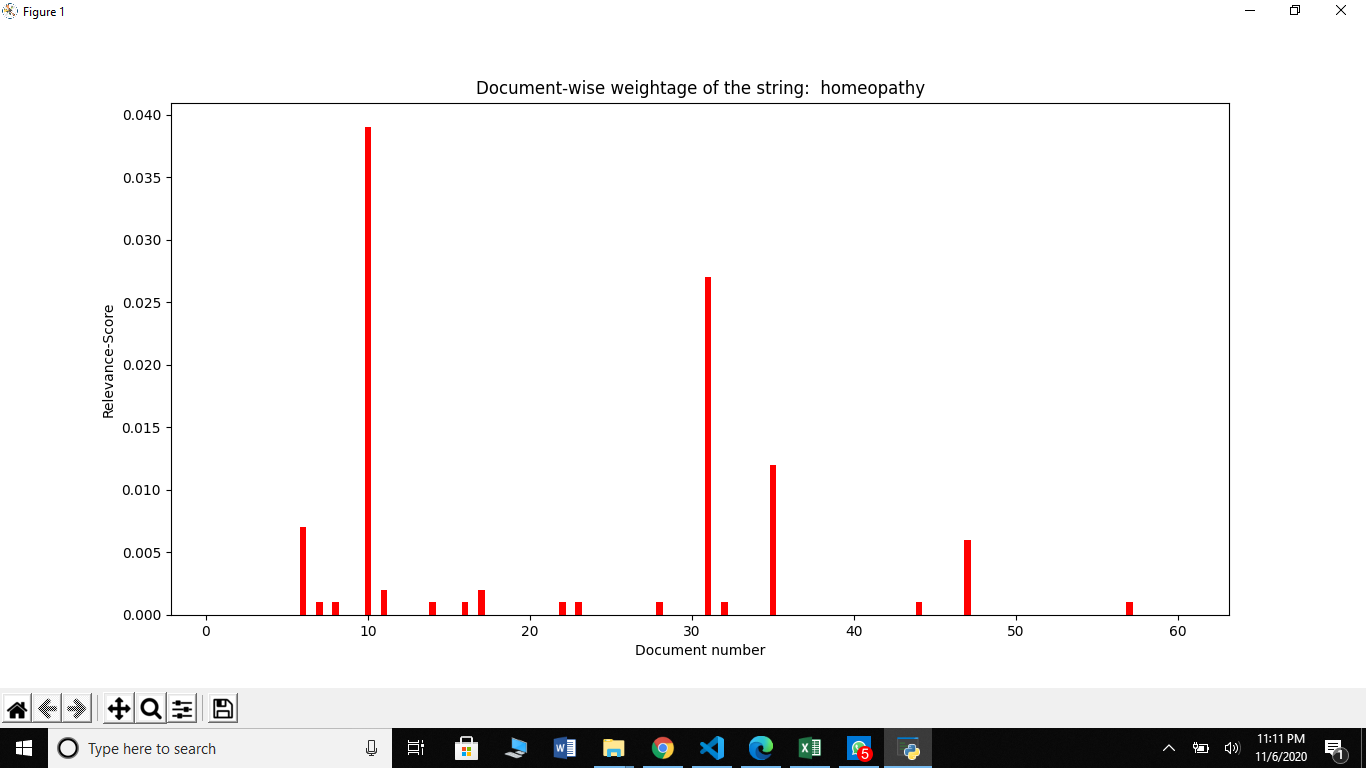 Figure 1
Document-wise weightage of the string:  homeopathy
0.040
0.035
0.030
0.025
0.020
0.015
0.010
0.005
0.000
Relevance-Score
0 10 20 30 40 50 60
Document number
Type here to search
5
11:11 PM
11/6/2020
1